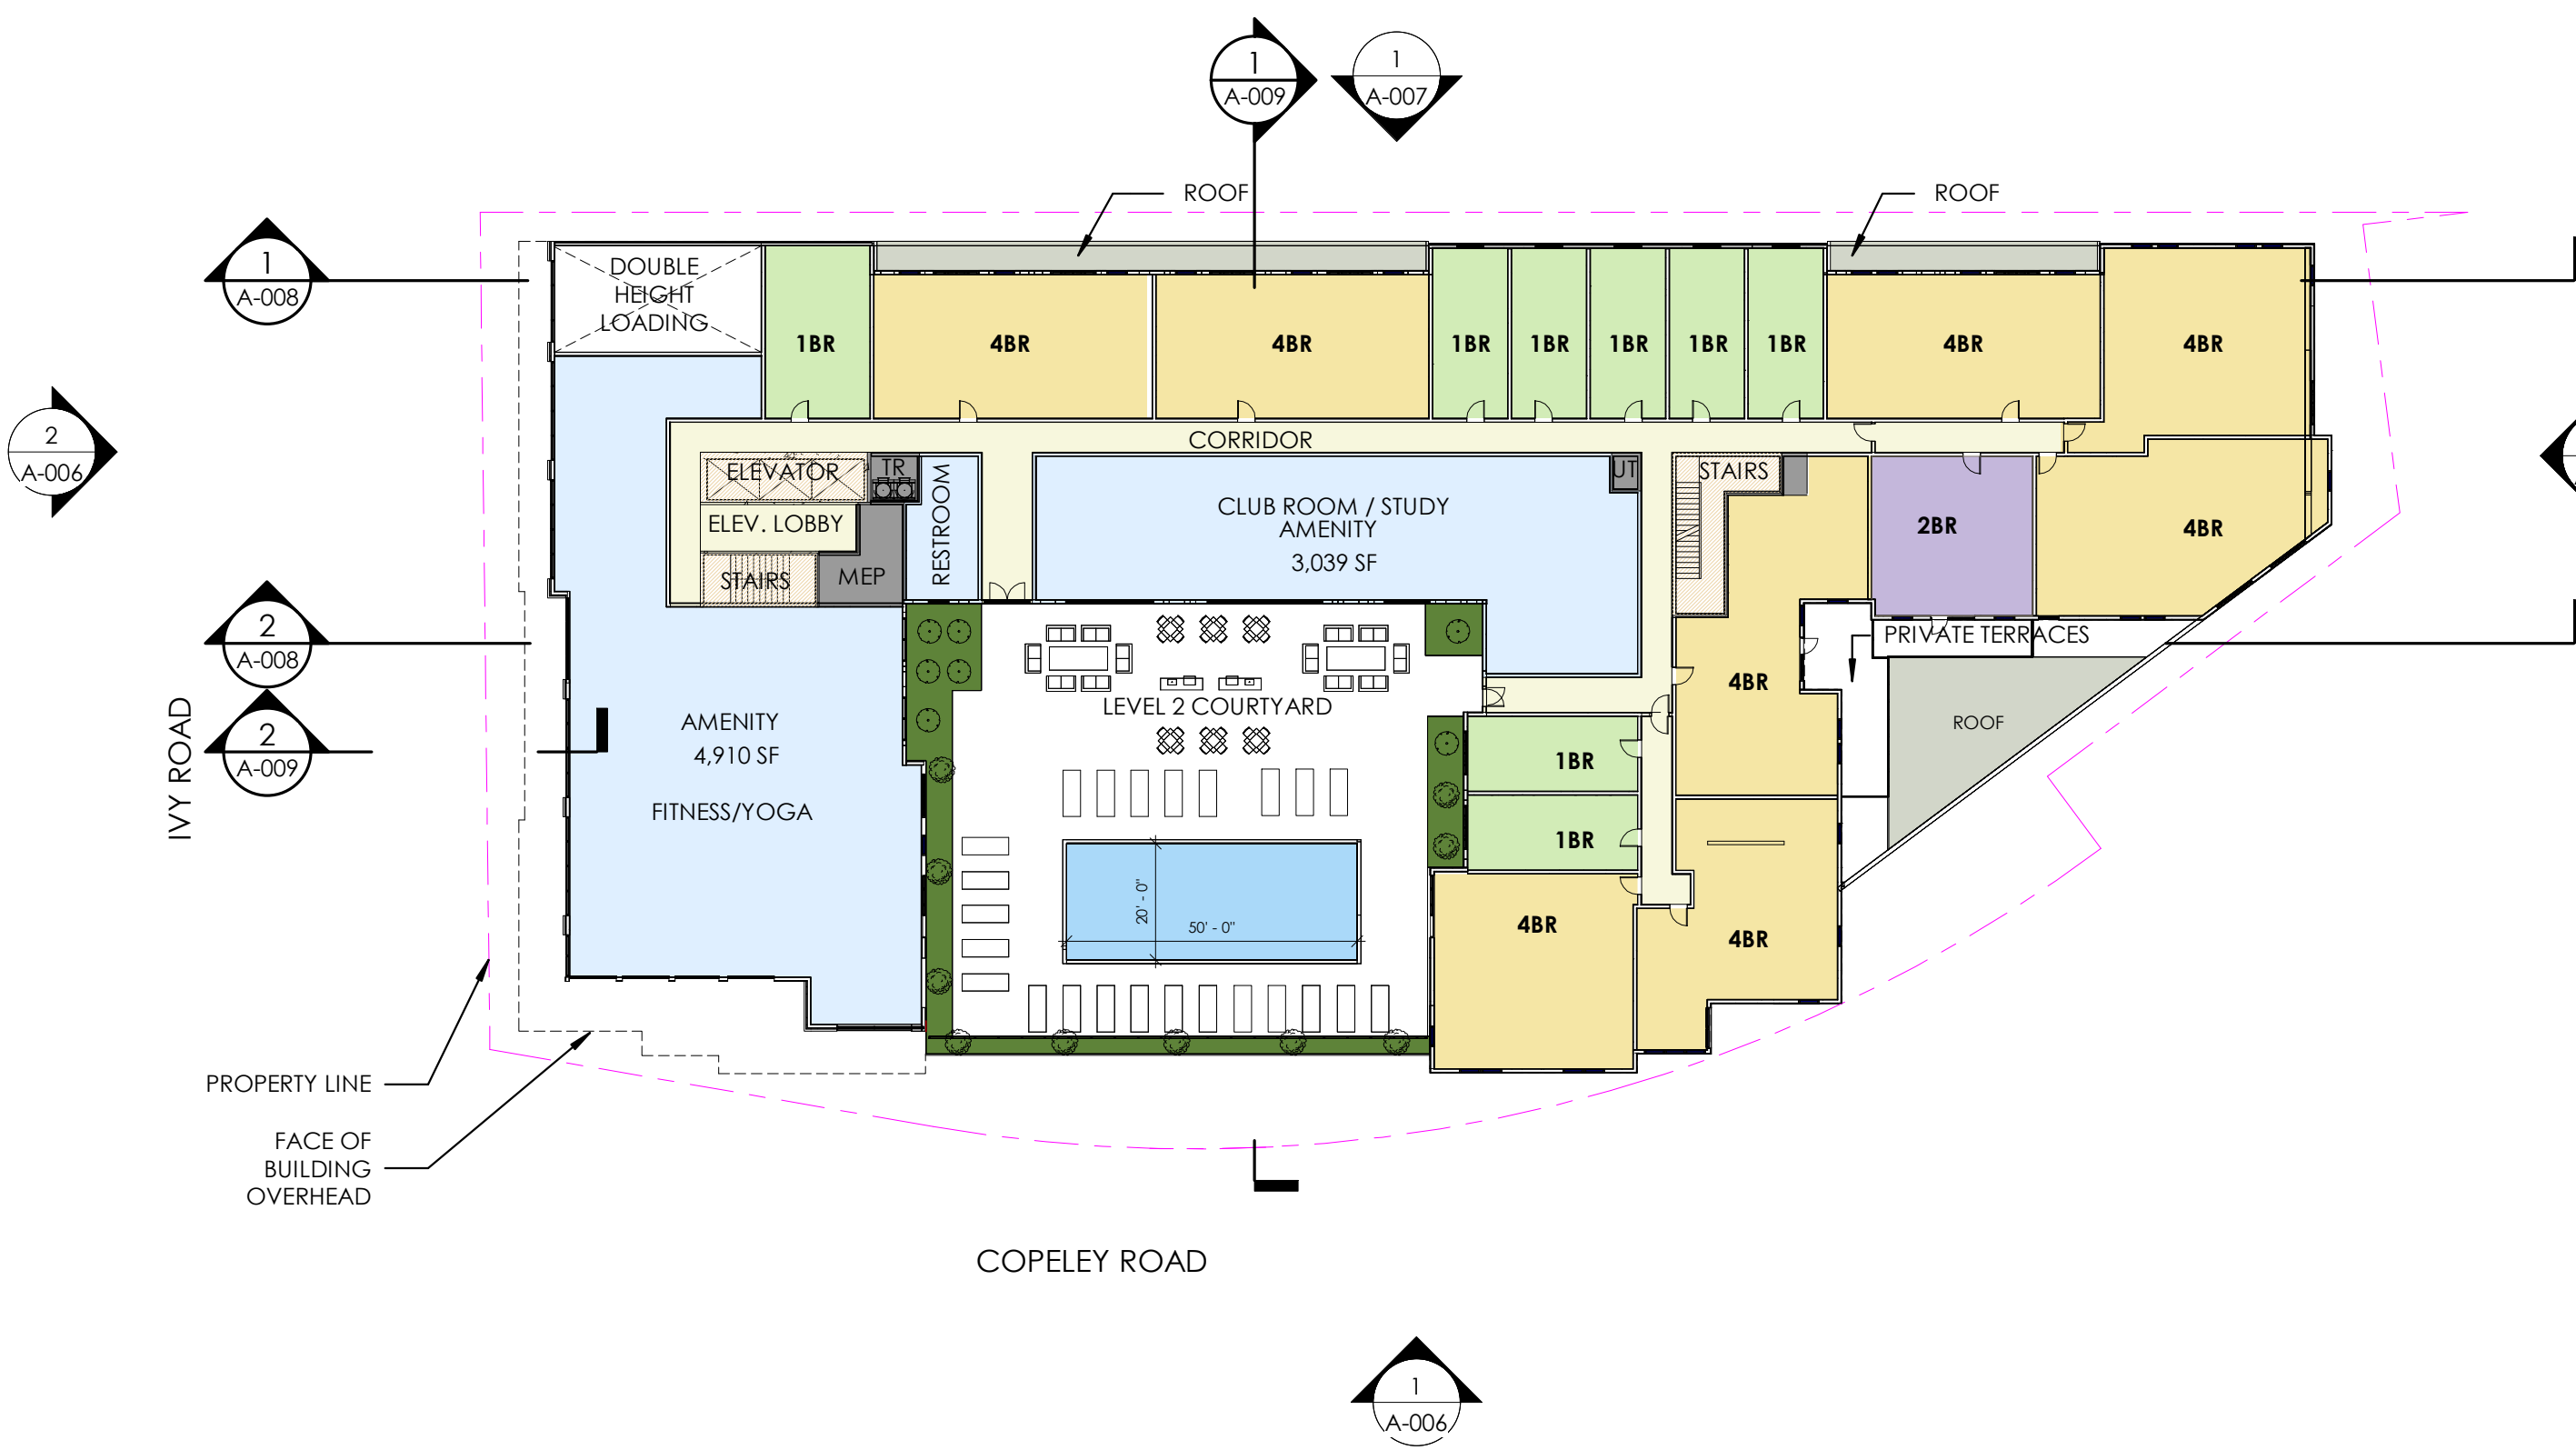 1
A-009
1
A-007
ROOF
ROOF
1
A-008
DOUBLE
HEIGHT
LOADING
1BR
4BR
4BR
1BR
1BR
1BR
1BR
1BR
4BR
4BR
2
A-006
CORRIDOR
ELEVATOR
TR
RESTROOM
UT
STAIRS
CLUB ROOM / STUDY
AMENITY
3,039 SF
ELEV. LOBBY
2BR
4BR
STAIRS
MEP
2
A-008
PRIVATE TERRACES
4BR
LEVEL 2 COURTYARD
ROOF
IVY ROAD
2
A-009
AMENITY
4,910 SF
FITNESS/YOGA
1BR
1BR
20' - 0"
50' - 0"
4BR
4BR
PROPERTY LINE
FACE OF
BUILDING
OVERHEAD
COPELEY ROAD
1
A-006